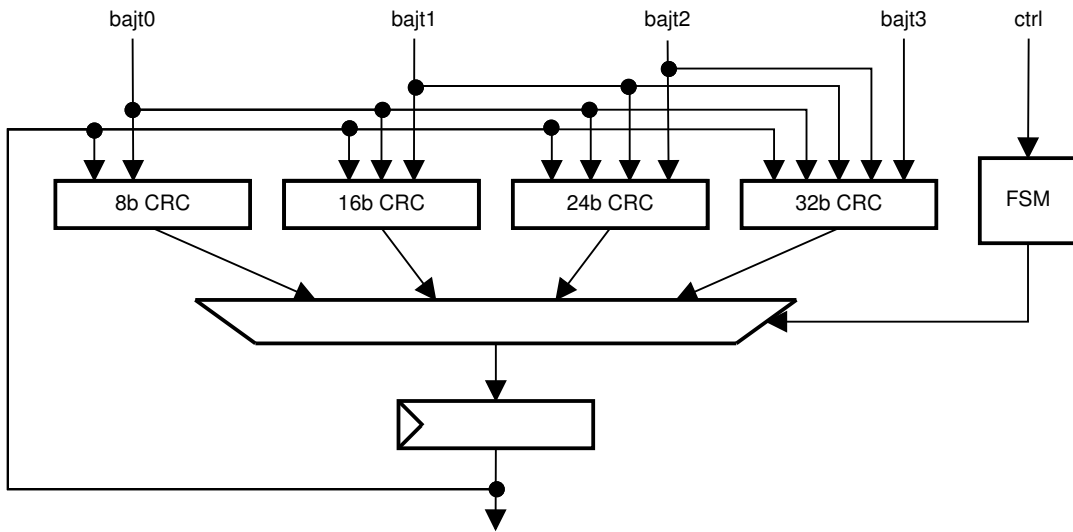 bajt0 bajt1 bajt2 bajt3 ctrl
8b CRC 16b CRC 24b CRC 32b CRC FSM